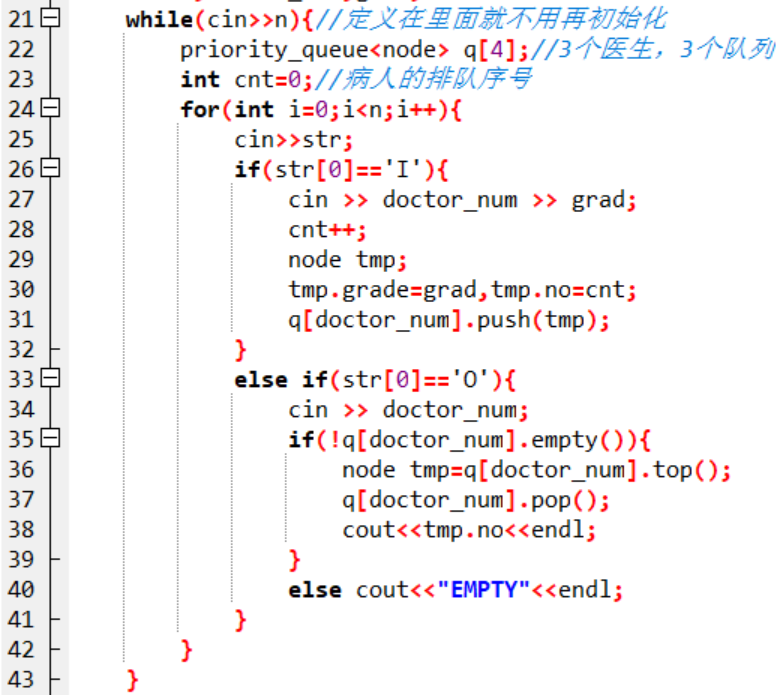 21 while(cin>>n){//定义在里面就不用再初始化
22 priority_queue<node> q[4];//3个医生，3个队列
23 int cnt=0;//病人的排队序号
24 for(int i=0;i<n;i++){
25 cin>>str;
26 if(str[0]=='I'){
27 cin >> doctor_num >> grad;
28 cnt++;
29 node tmp;
30 tmp.grade=grad,tmp.no=cnt;
31 q[doctor_num].push(tmp);
32 }
33 else if(str[0]=='O'){
34 cin >> doctor_num;
35 if(!q[doctor_num].empty()){
36 node tmp=q[doctor_num].top();
37 q[doctor_num].pop();
38 cout<<tmp.no<<endl;
39 }
40 else cout<<"EMPTY"<<endl;
41 }
42 }
43 }